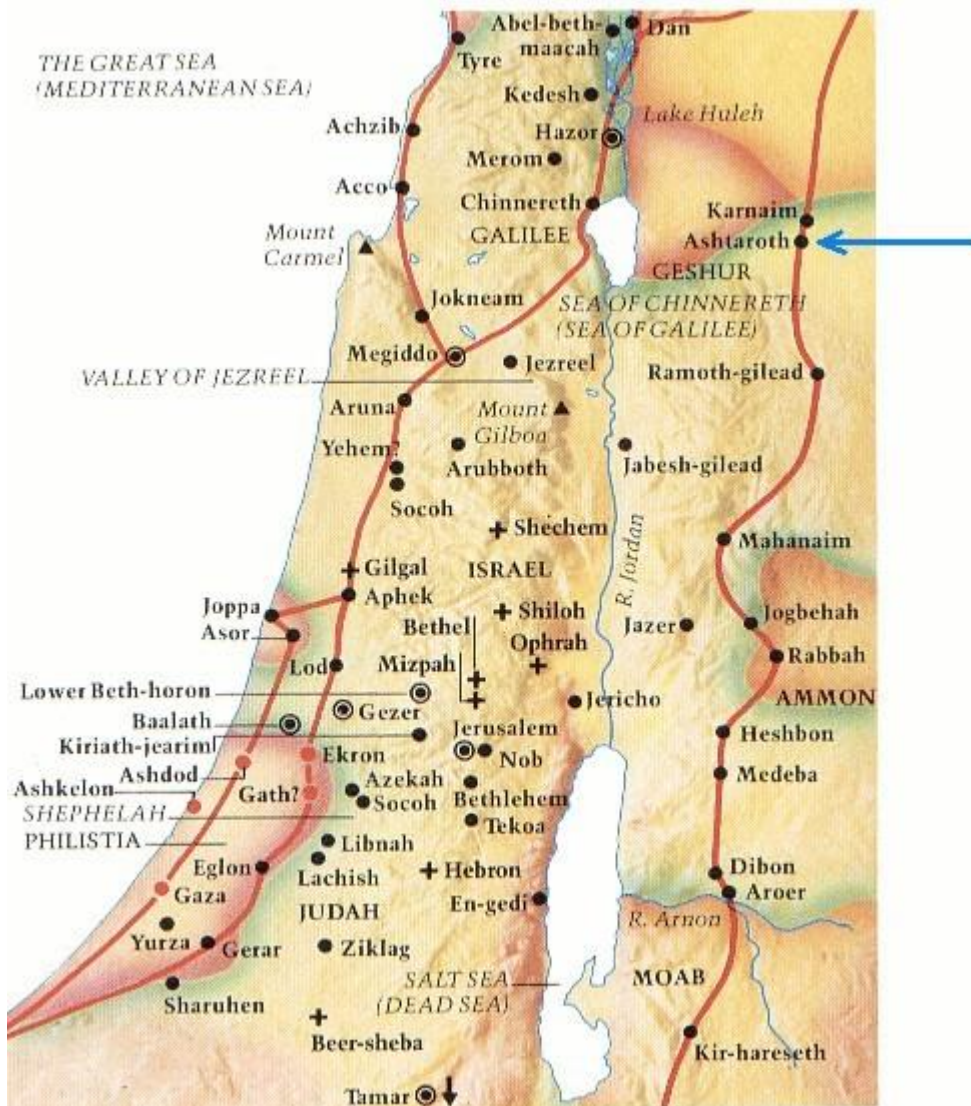 Abel-beth-
maacah
Dan
THE GREAT SEA
(MEDITERRANEAN SEA)
Tyre
Kedesh
Lake Huleh
Achzib
Hazor
Merom
Acco
Chinnereth
Karnaim
GALILEE
Mount
Carmel
Ashtaroth
GESHUR
SEA OF CHINNERETH
(SEA OF GALILEE)
Jokneam
Megiddo
Jezreel
VALLEY OF JEZREEL
Ramoth-gilead
Aruna
Mount
Gilboa
Yehem?
Arubboth
Jabesh-gilead
Socoh
Shechem
R. Jordan
Mahanaim
Gilgal
ISRAEL
Aphek
Joppa
Shiloh
Jogbehah
Asor
Bethel
Ophrah
Jazer
Lod
Mizpah
Rabbah
Lower Beth-horon
Jericho
AMMON
Gezer
Baalath
Jerusalem
Heshbon
Kiriath-jearim
Ekron
Nob
Ashdod
Azekah
Medeba
Ashkelon
Gath?
Socoh
Bethlehem
SHEPHELAH
Tekoa
PHILISTIA
Libnah
Eglon
Lachish
Hebron
Dibon
Gaza
En-gedi
Aroer
JUDAH
R. Arnon
Yurza
Gerar
Ziklag
SALT SEA
(DEAD SEA)
MOAB
Sharuhen
Beer-sheba
Kir-hareseth
Tamar